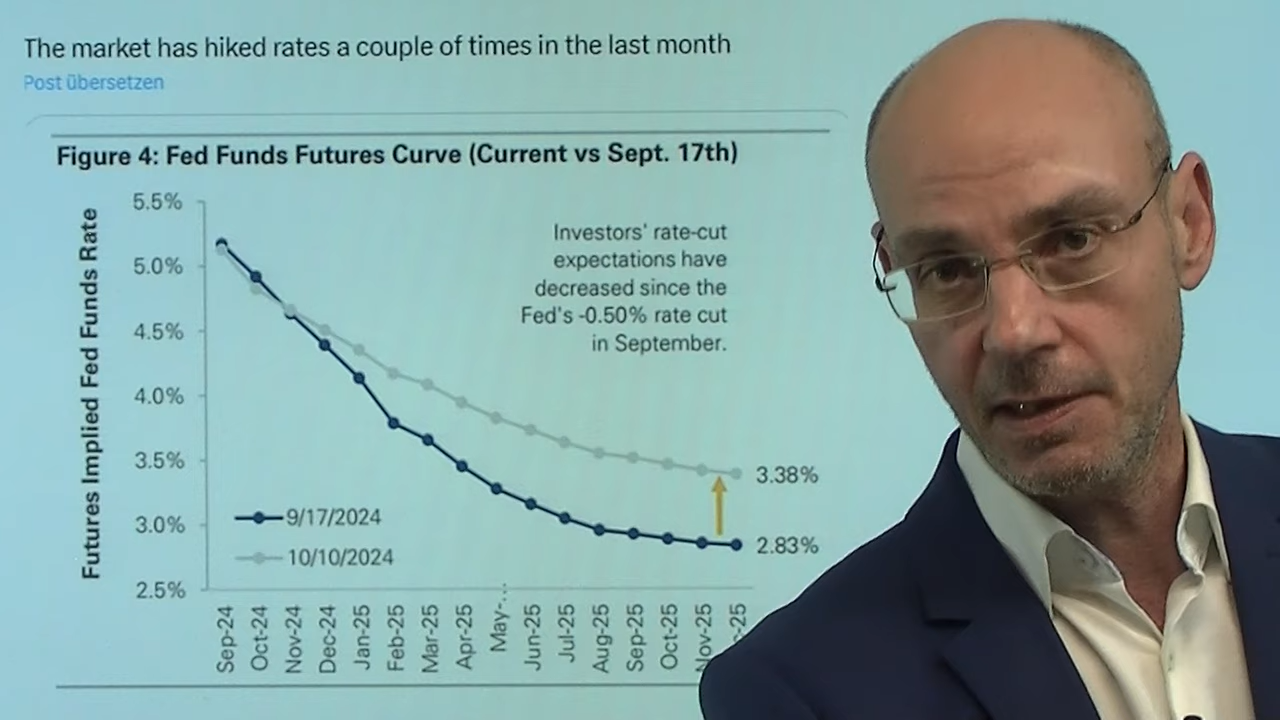 The market has hiked rates a couple of times in the last month
Post übersetzen
Figure 4: Fed Funds Futures Curve (Current vs Sept. 17th)
Futures Implied Fed Funds Rate
5.5%
5.0%
4.5%
4.0%
3.5%
3.0%
2.5%
Investors' rate-cut
expectations have
decreased since the
Fed's -0.50% rate cut
in September.
3.38%
2.83%
9/17/2024
10/10/2024
Sep-24
Oct-24
Nov-24
Dec-24
Jan-25
Feb-25
Mar-25
Apr-25
May-...
Jun-25
Jul-25
Aug-25
Sep-25
Oct-25
Nov-25
c-25